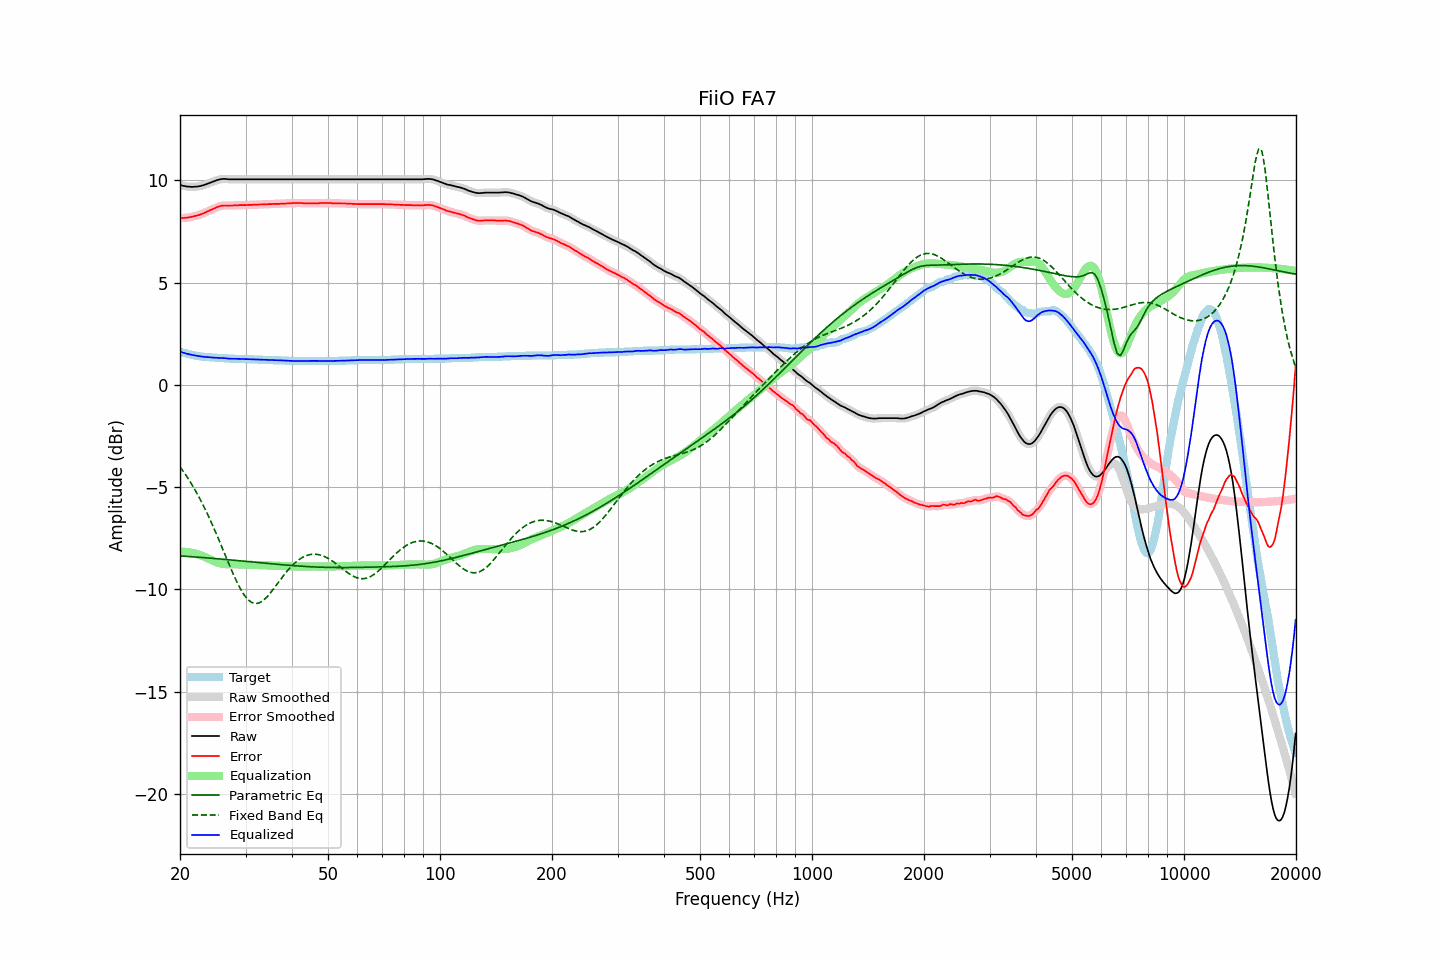 FiiO FA7
Amplitude (dBr)
10
5
0
−5
−10
−15
−20
Target
Raw Smoothed
Error Smoothed
Raw
Error
Equalization
Parametric Eq
Fixed Band Eq
Equalized
20 50 100 200 500 1000 2000 5000 10000 20000
Frequency (Hz)